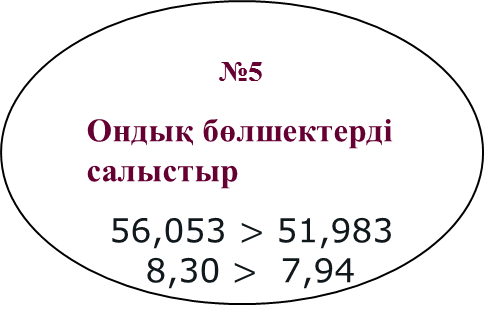 №5
Ондық бөлшектерді
салыстыр
56,053 > 51,983
8,30 > 7,94